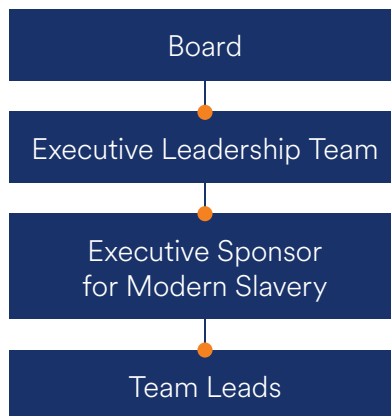 Board
Executive Leadership Team
Executive Sponsor
for Modern Slavery
Team Leads